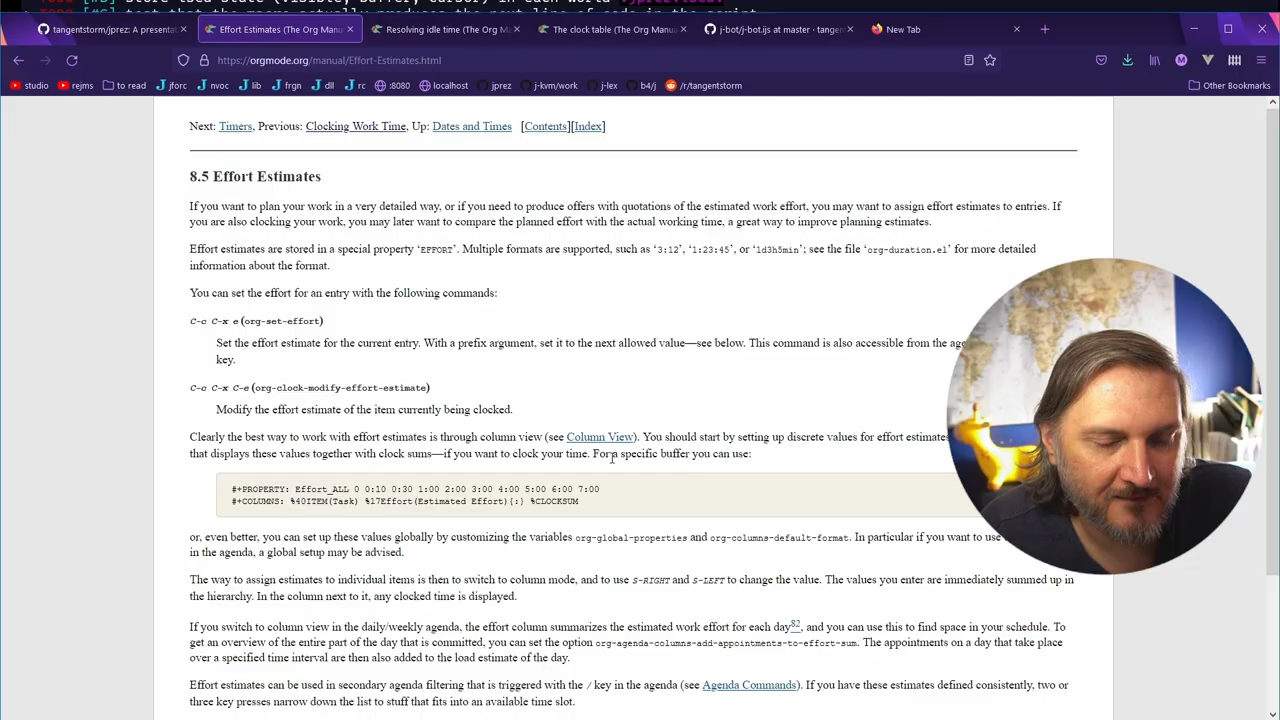 tangentstorm/jprez: A presenta
Effort Estimates (The Org Manu
Resolving idle time (The Org M
The clock table (The Org Manual
j-bot/j-bot.ijs at master · tange
New Tab
https://orgmode.org/manual/Effort-Estimates.html
studio
rejms
to read
jforc
nvoc
lib
frgn
dll
rc
:8080
localhost
jprez
j-kvm/work
j-lex
b4/j
/r/tangentstorm
Other Bookmarks
Next: Timers, Previous: Clocking Work Time, Up: Dates and Times [Contents][Index]
8.5 Effort Estimates
If you want to plan your work in a very detailed way, or if you need to produce offers with quotations of the estimated work effort, you may want to assign effort estimates to entries. If
you are also clocking your work, you may later want to compare the planned effort with the actual working time, a great way to improve planning estimates.
Effort estimates are stored in a special property ‘EFFORT’. Multiple formats are supported, such as ‘3:12’, ‘1:23:45’, or ‘1d3h5min’; see the file ‘org-duration.el’ for more detailed
information about the format.
You can set the effort for an entry with the following commands:
C-c C-x e (org-set-effort)
Set the effort estimate for the current entry. With a prefix argument, set it to the next allowed value—see below. This command is also accessible from the age
key.
C-c C-x C-e (org-clock-modify-effort-estimate)
Modify the effort estimate of the item currently being clocked.
Clearly the best way to work with effort estimates is through column view (see Column View). You should start by setting up discrete values for effort estimates
that displays these values together with clock sums—if you want to clock your time. For a specific buffer you can use:
#+PROPERTY: Effort_ALL 0 0:10 0:30 1:00 2:00 3:00 4:00 5:00 6:00 7:00
#+COLUMNS: %40ITEM(Task) %17Effort(Estimated Effort){:} %CLOCKSUM
or, even better, you can set up these values globally by customizing the variables org-global-properties and org-columns-default-format. In particular if you want to use
in the agenda, a global setup may be advised.
The way to assign estimates to individual items is then to switch to column mode, and to use S-RIGHT and S-LEFT to change the value. The values you enter are immediately summed up in
the hierarchy. In the column next to it, any clocked time is displayed.
If you switch to column view in the daily/weekly agenda, the effort column summarizes the estimated work effort for each day82, and you can use this to find space in your schedule. To
get an overview of the entire part of the day that is committed, you can set the option org-agenda-columns-add-appointments-to-effort-sum. The appointments on a day that take place
over a specified time interval are then also added to the load estimate of the day.
Effort estimates can be used in secondary agenda filtering that is triggered with the / key in the agenda (see Agenda Commands). If you have these estimates defined consistently, two or
three key presses narrow down the list to stuff that fits into an available time slot.